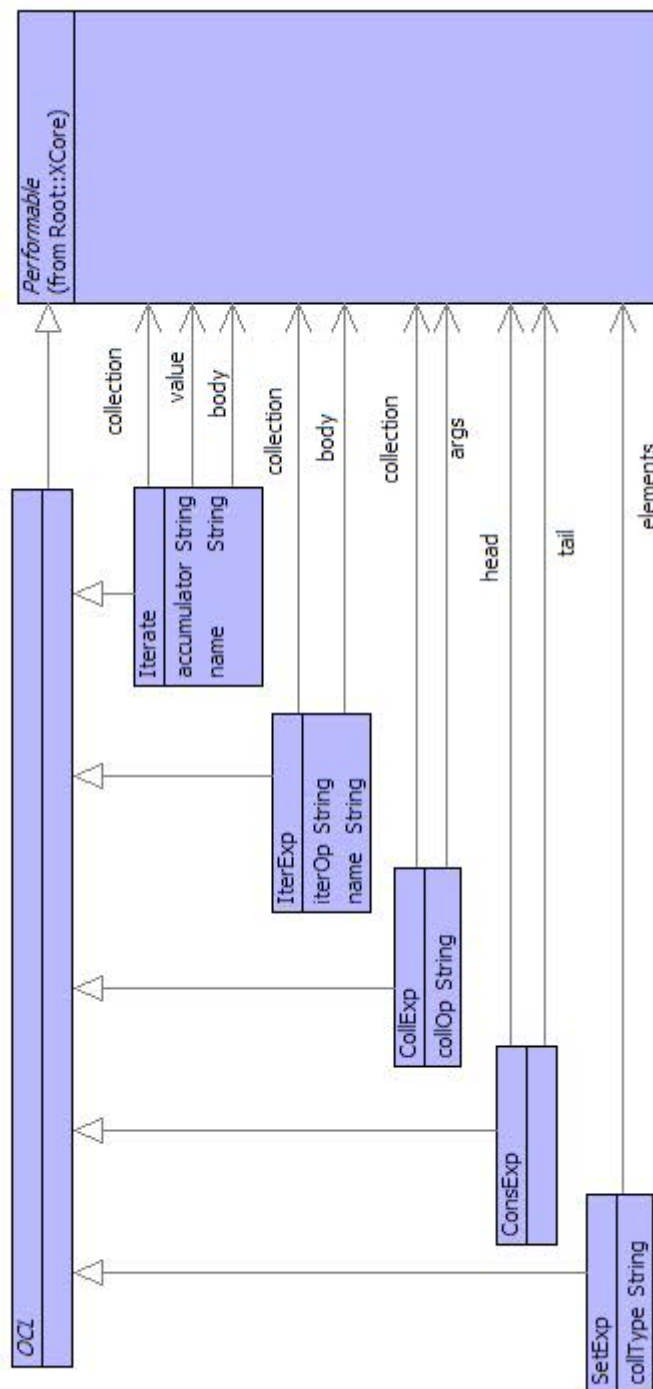 Performable
(from Root::XCore)
OCL
Iterate
accumulator String
name String
collection
value
body
IterExp
iterOp String
name String
collection
body
CollExp
collOp String
collection
args
ConsExp
head
tail
SetExp
collType String
elements